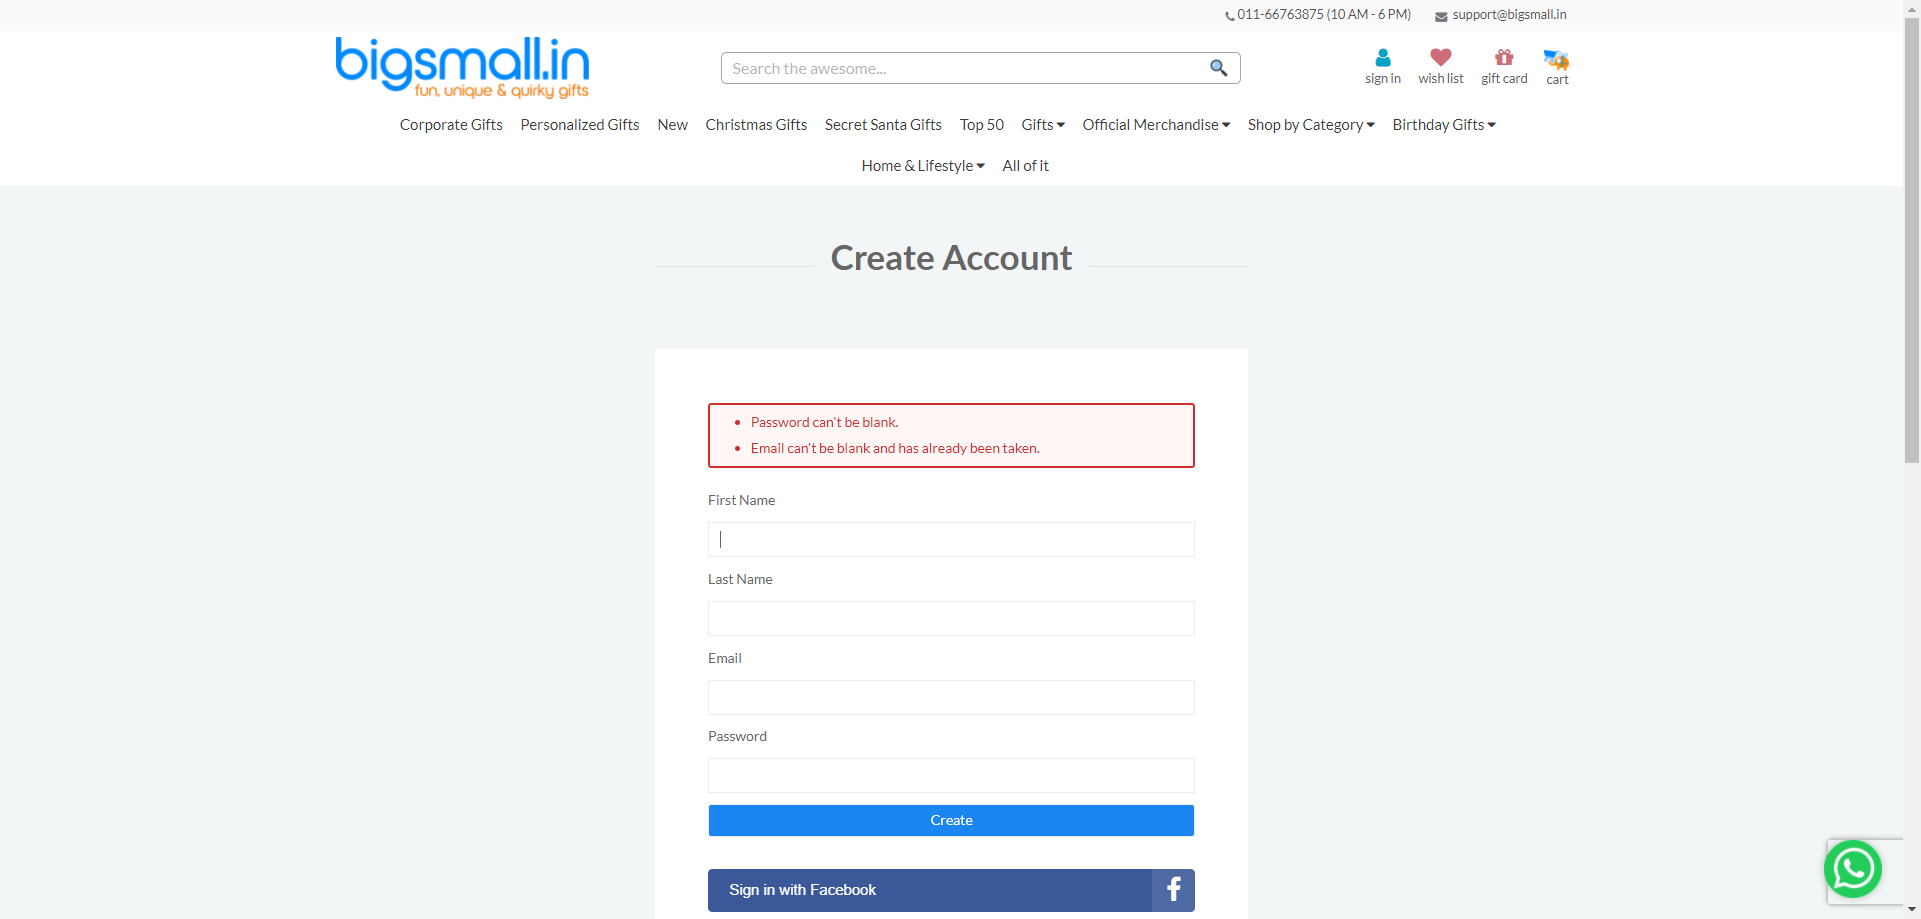 011-66763875 (10 AM - 6 PM) support@bigsmall.in
bigsmall.in
fun, unique & quirky gifts
Search the awesome...
sign in wish list gift card cart
Corporate Gifts Personalized Gifts New Christmas Gifts Secret Santa Gifts Top 50 Gifts Official Merchandise Shop by Category Birthday Gifts
Home & Lifestyle All of it
Create Account
Password can't be blank.
Email can't be blank and has already been taken.
First Name
Last Name
Email
Password
Create
Sign in with Facebook